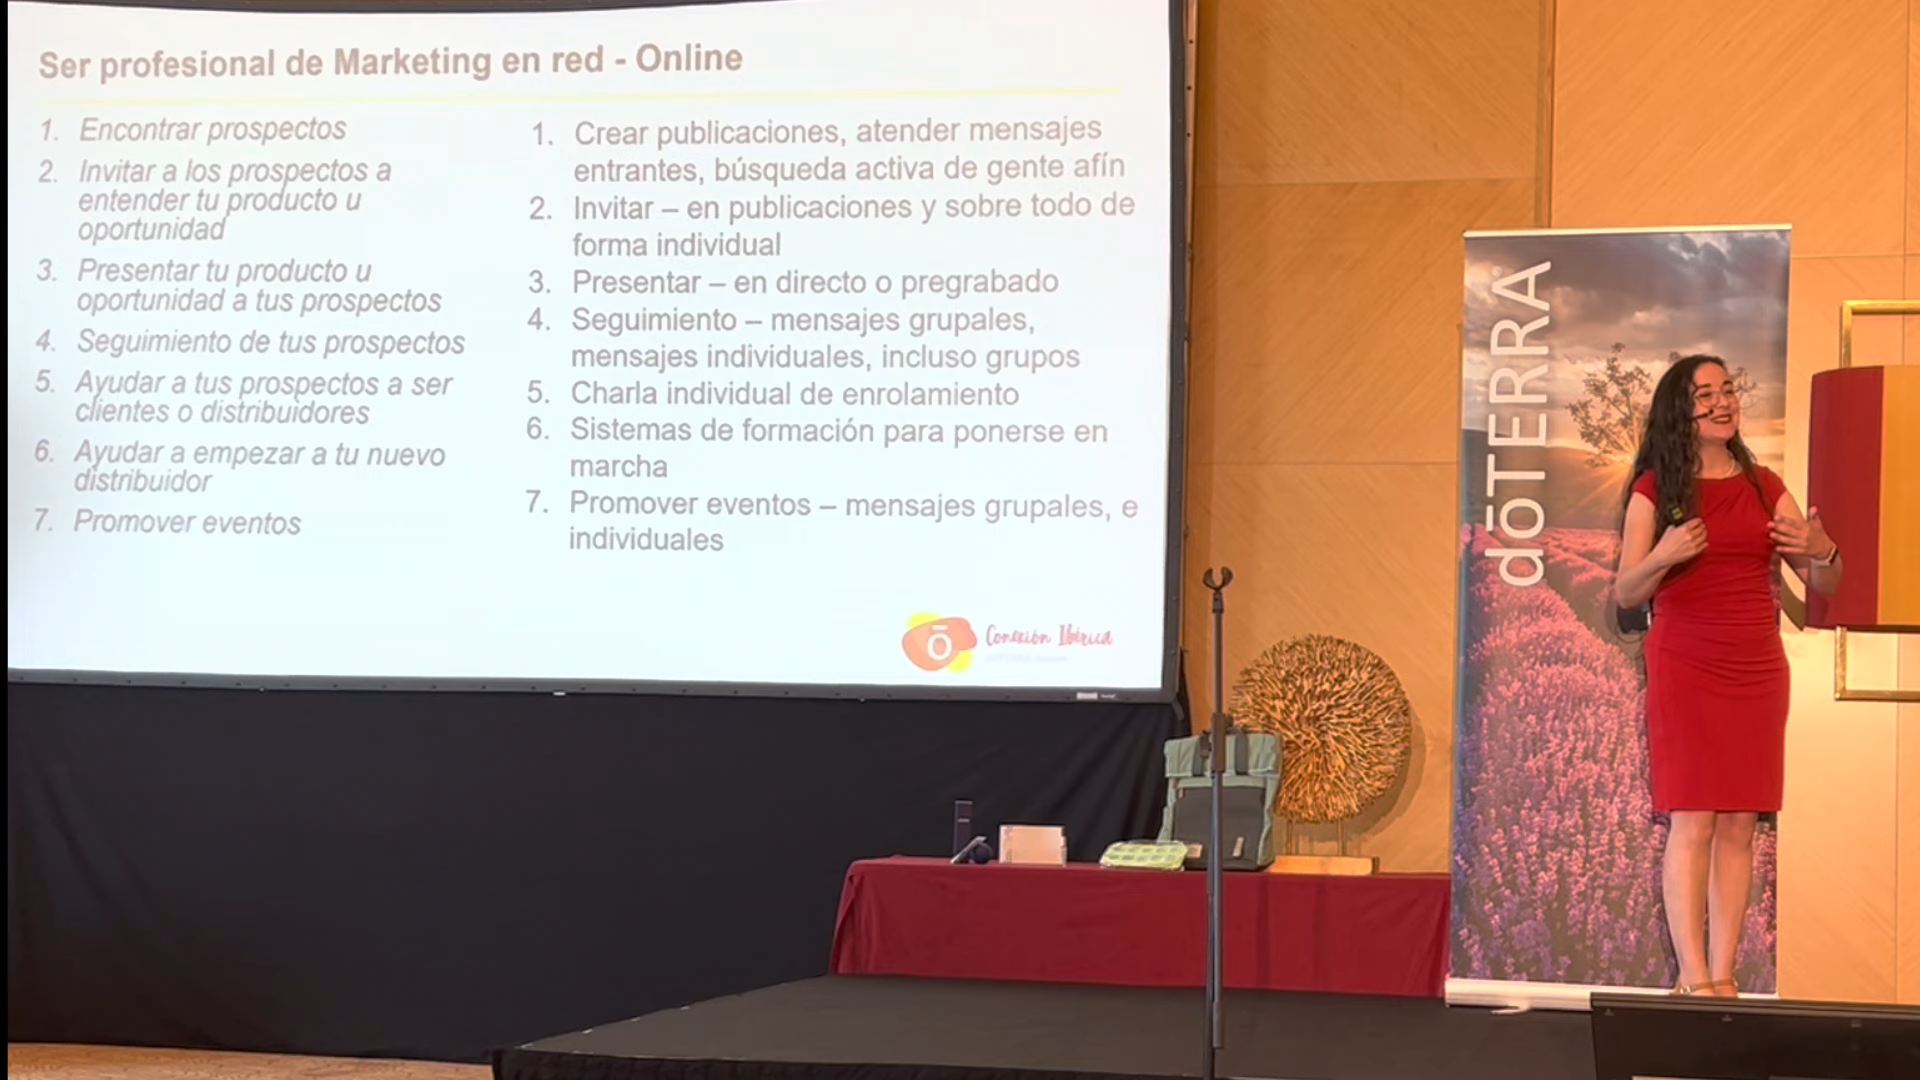 Ser profesional de Marketing en red - Online
1. Encontrar prospectos
2. Invitar a los prospectos a
entender tu producto u
oportunidad
3. Presentar tu producto u
oportunidad a tus prospectos
4. Seguimiento de tus prospectos
5. Ayudar a tus prospectos a ser
clientes o distribuidores
6. Ayudar a empezar a tu nuevo
distribuidor
7. Promover eventos
1. Crear publicaciones, atender mensajes
entrantes, búsqueda activa de gente afín
2. Invitar – en publicaciones y sobre todo de
forma individual
3. Presentar – en directo o pregrabado
4. Seguimiento – mensajes grupales,
mensajes individuales, incluso grupos
5. Charla individual de enrolamiento
6. Sistemas de formación para ponerse en
marcha
7. Promover eventos – mensajes grupales, e
individuales
ō
Conexión Ibérica
dōTERRA